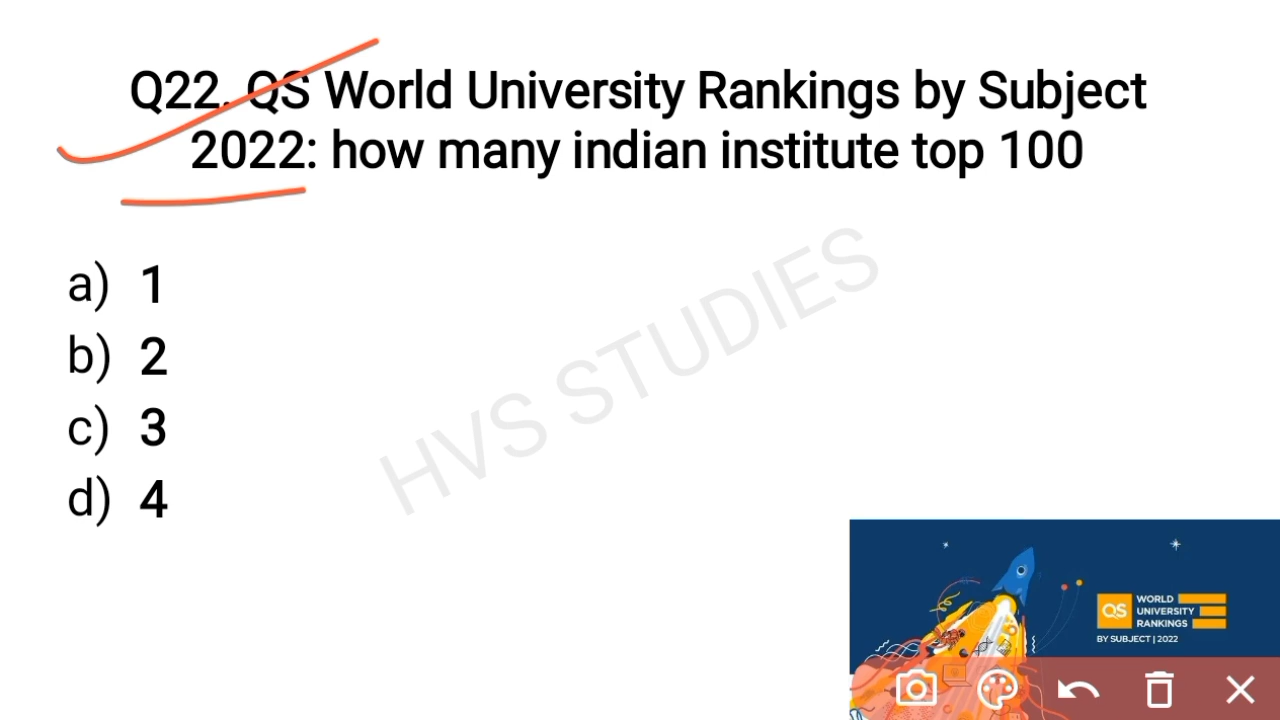 Q22. QS World University Rankings by Subject
2022: how many indian institute top 100
a) 1
b) 2
c) 3
d) 4
HVS STUDIES
QS WORLD
UNIVERSITY
RANKINGS
BY SUBJECT | 2022